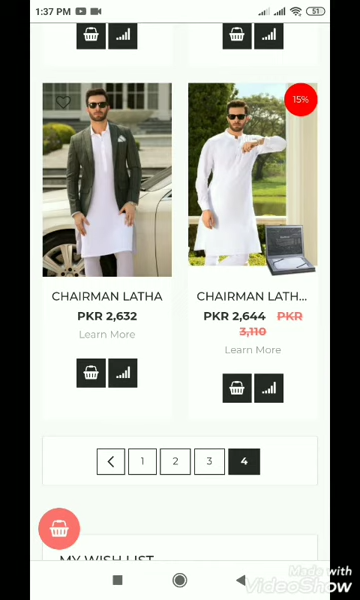 1:37 PM
51
15%
CHAIRMAN LATHA
PKR 2,632
Learn More
CHAIRMAN LATH...
PKR 2,644 PKR
3,110
Learn More
1 2 3 4
MY WISH LIST
Made with
VideoShow